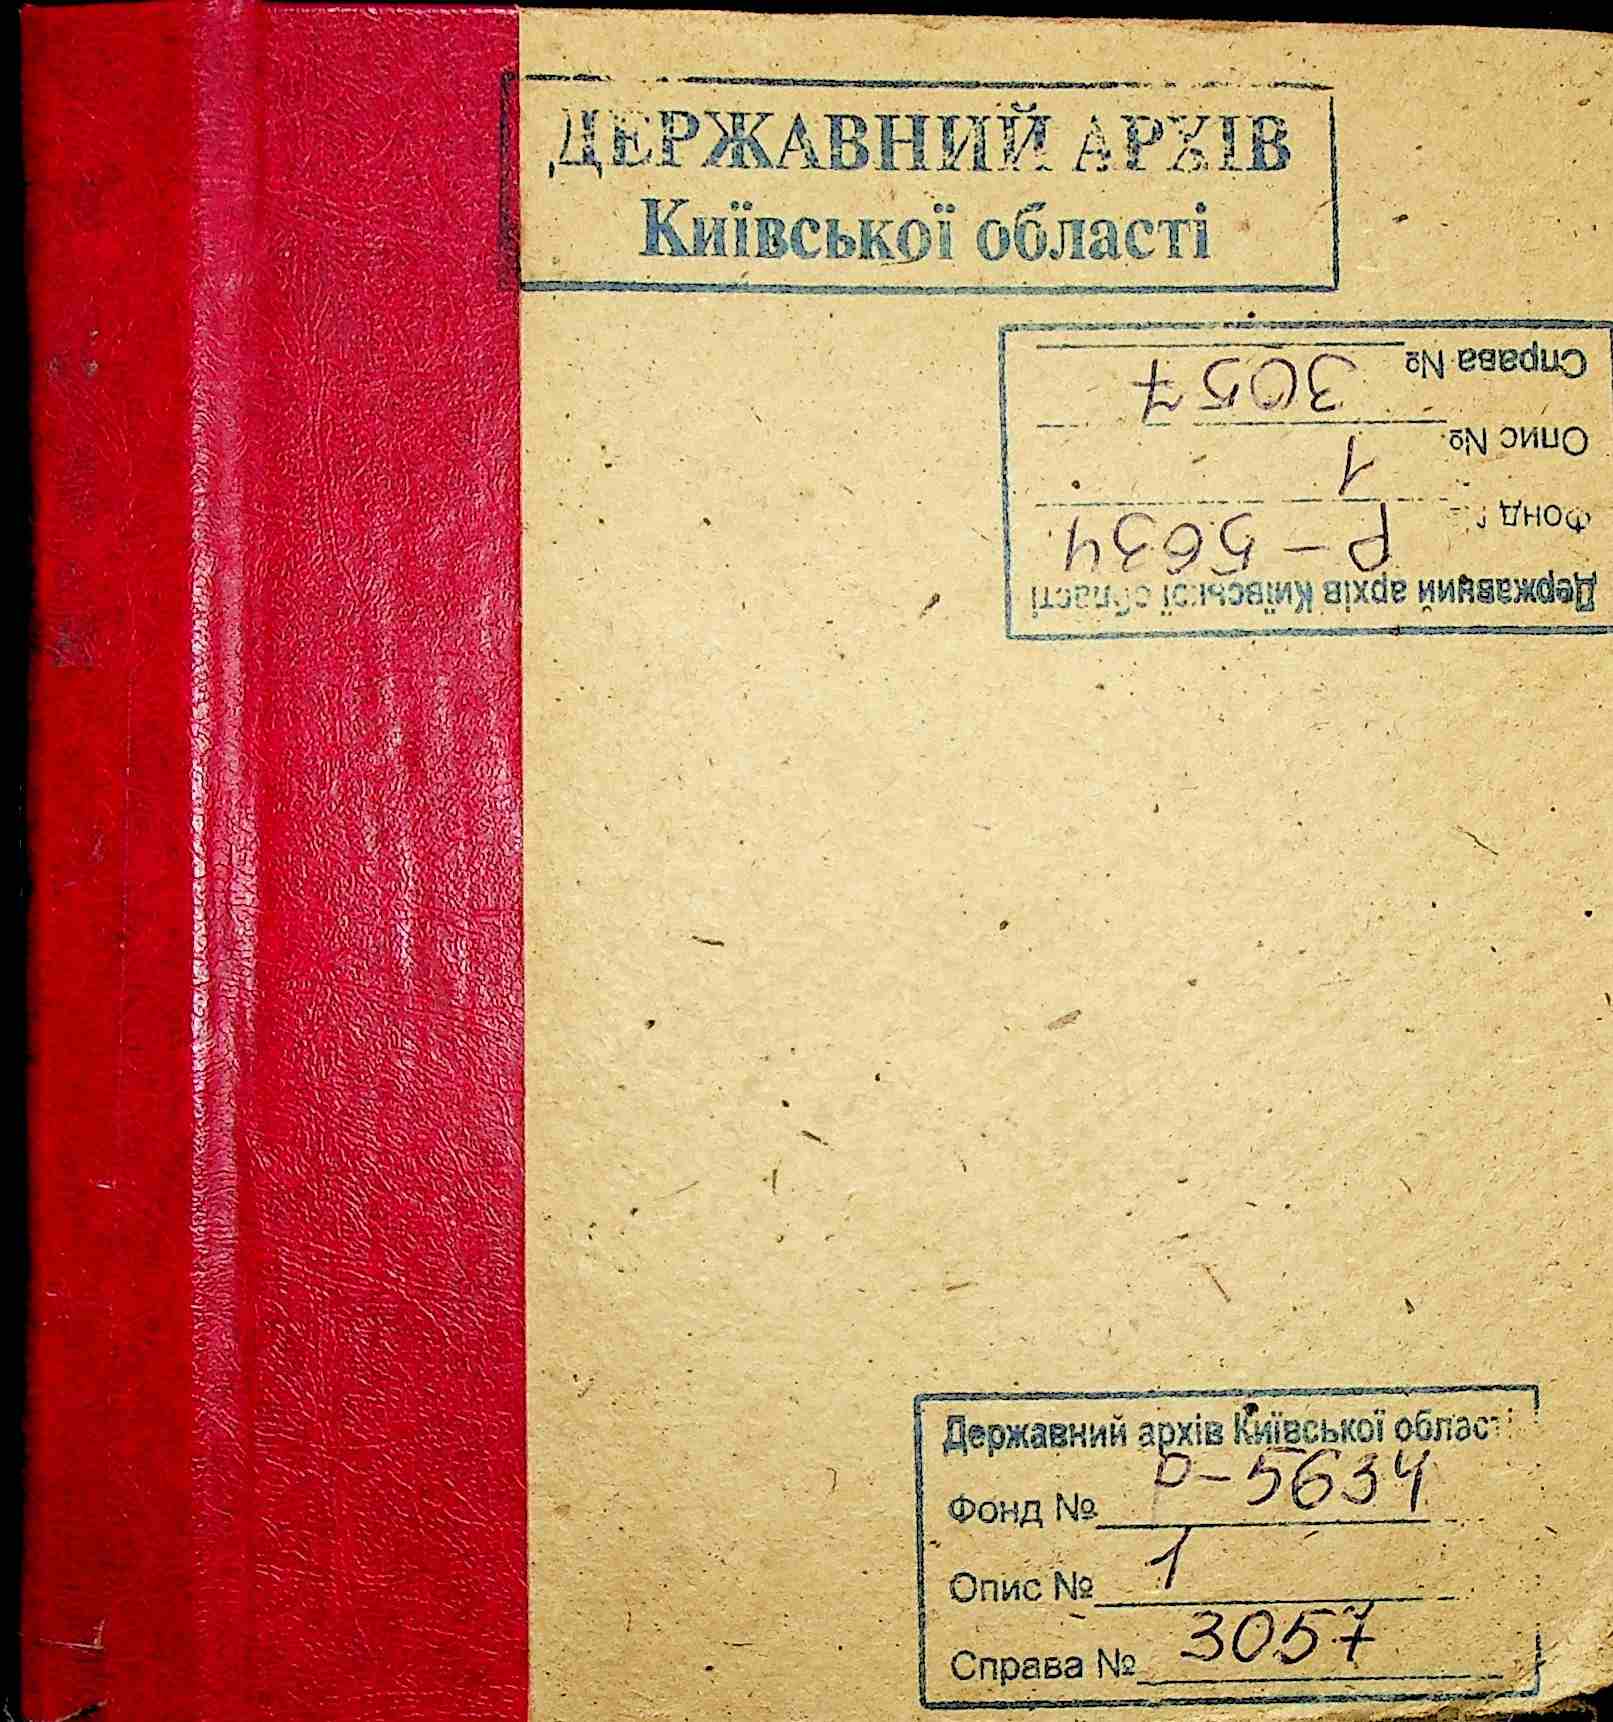 ДЕРЖАВНИЙ АРХІВ
Київської області
Державний архів Київської області
Фонд № Р-5634
Опис № 1
Справа № 3057
Державний архів Київської області
Фонд № Р-5634
Опис № 1
Справа № 3057